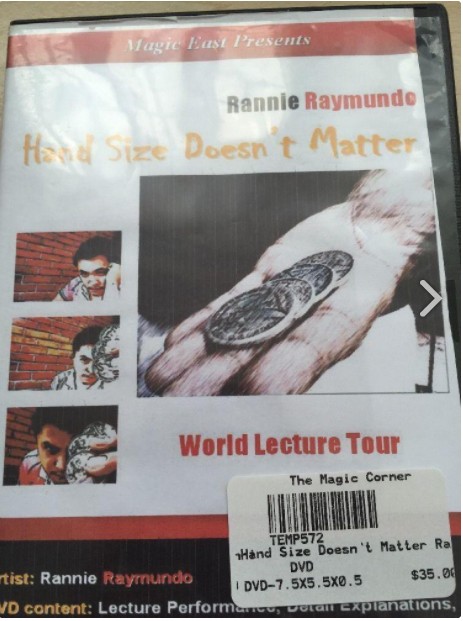 Magic East Presents
Rannie Raymundo
Hand Size Doesn't Matter
World Lecture Tour
The Magic Corner
TEMP572
Hand Size Doesn't Matter Ra
DVD
DVD-7.5X5.5X0.5 $35.00
rtist: Rannie Raymundo
VD content: Lecture Performance, Detail Explanations,